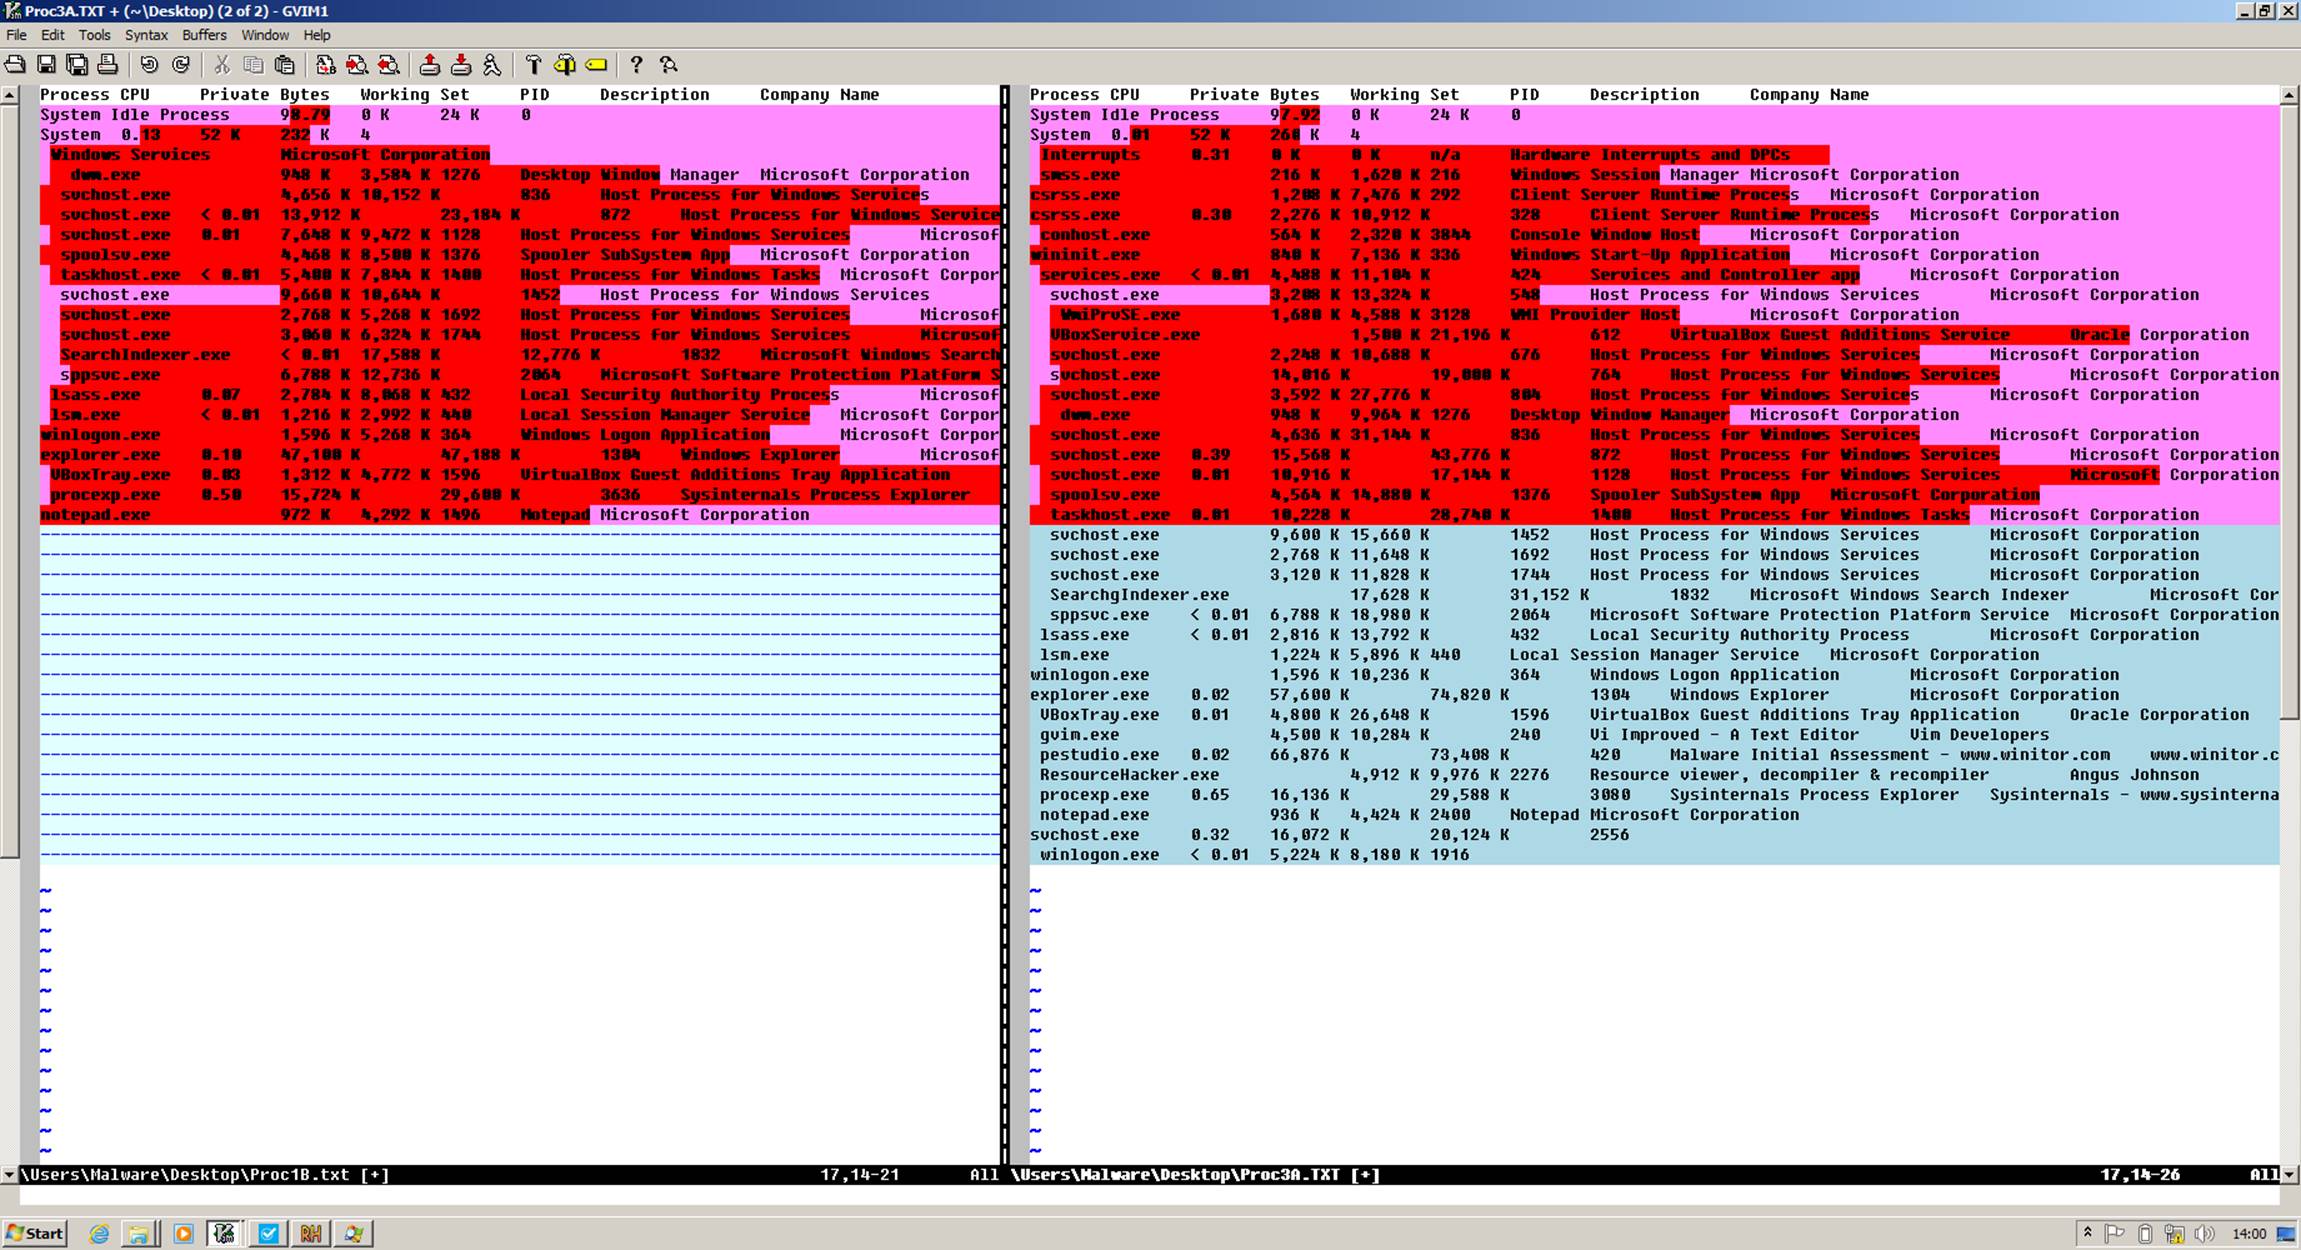 Proc3A.TXT + (~\Desktop) (2 of 2) - GVIM1
File Edit Tools Syntax Buffers Window Help
Process CPU Private Bytes Working Set PID Description Company Name
System Idle Process 98.79 0 K 24 K 0
System 0.13 52 K 232 K 4
Windows Services Microsoft Corporation
dwm.exe 948 K 3,584 K 1276 Desktop Window Manager Microsoft Corporation
svchost.exe 4,656 K 10,152 K 836 Host Process for Windows Services
svchost.exe < 0.01 13,912 K 23,184 K 872 Host Process for Windows Service
svchost.exe 0.01 7,648 K 9,472 K 1128 Host Process for Windows Services Microsof
spoolsv.exe 4,468 K 8,500 K 1376 Spooler SubSystem App Microsoft Corporation
taskhost.exe < 0.01 5,400 K 7,844 K 1400 Host Process for Windows Tasks Microsoft Corpor
svchost.exe 9,660 K 10,644 K 1452 Host Process for Windows Services
svchost.exe 2,768 K 5,268 K 1692 Host Process for Windows Services Microsof
svchost.exe 3,060 K 6,324 K 1744 Host Process for Windows Services Microsof
SearchIndexer.exe < 0.01 17,588 K 12,776 K 1832 Microsoft Windows Search
sppsvc.exe 6,788 K 12,736 K 2064 Microsoft Software Protection Platform S
lsass.exe 0.07 2,784 K 8,068 K 432 Local Security Authority Process Microsof
lsm.exe < 0.01 1,216 K 2,992 K 440 Local Session Manager Service Microsoft Corpor
winlogon.exe 1,596 K 5,268 K 364 Windows Logon Application Microsoft Corpor
explorer.exe 0.10 47,100 K 47,188 K 1304 Windows Explorer Microsof
VBoxTray.exe 0.03 1,312 K 4,772 K 1596 VirtualBox Guest Additions Tray Application
procexp.exe 0.50 15,724 K 29,600 K 3636 Sysinternals Process Explorer
notepad.exe 972 K 4,292 K 1496 Notepad Microsoft Corporation
\Users\Malware\Desktop\Proc1B.txt [+] 17,14-21 All
Process CPU Private Bytes Working Set PID Description Company Name
System Idle Process 97.92 0 K 24 K 0
System 0.01 52 K 260 K 4
Interrupts 0.31 0 K 0 K n/a Hardware Interrupts and DPCs
smss.exe 216 K 1,620 K 216 Windows Session Manager Microsoft Corporation
csrss.exe 1,208 K 7,476 K 292 Client Server Runtime Process Microsoft Corporation
csrss.exe 0.30 2,276 K 10,912 K 328 Client Server Runtime Process Microsoft Corporation
conhost.exe 564 K 2,320 K 3844 Console Window Host Microsoft Corporation
wininit.exe 840 K 7,136 K 336 Windows Start-Up Application Microsoft Corporation
services.exe < 0.01 4,488 K 11,104 K 424 Services and Controller app Microsoft Corporation
svchost.exe 3,208 K 13,324 K 548 Host Process for Windows Services Microsoft Corporation
WmiPrvSE.exe 1,680 K 4,588 K 3128 WMI Provider Host Microsoft Corporation
VBoxService.exe 1,500 K 21,196 K 612 VirtualBox Guest Additions Service Oracle Corporation
svchost.exe 2,248 K 10,688 K 676 Host Process for Windows Services Microsoft Corporation
svchost.exe 14,016 K 19,000 K 764 Host Process for Windows Services Microsoft Corporation
svchost.exe 3,592 K 27,776 K 804 Host Process for Windows Services Microsoft Corporation
dwm.exe 948 K 9,964 K 1276 Desktop Window Manager Microsoft Corporation
svchost.exe 4,636 K 31,144 K 836 Host Process for Windows Services Microsoft Corporation
svchost.exe 0.39 15,568 K 43,776 K 872 Host Process for Windows Services Microsoft Corporation
svchost.exe 0.01 10,916 K 17,144 K 1128 Host Process for Windows Services Microsoft Corporation
spoolsv.exe 4,564 K 14,880 K 1376 Spooler SubSystem App Microsoft Corporation
taskhost.exe 0.01 10,228 K 28,740 K 1400 Host Process for Windows Tasks Microsoft Corporation
svchost.exe 9,600 K 15,660 K 1452 Host Process for Windows Services Microsoft Corporation
svchost.exe 2,768 K 11,648 K 1692 Host Process for Windows Services Microsoft Corporation
svchost.exe 3,120 K 11,828 K 1744 Host Process for Windows Services Microsoft Corporation
SearchgIndexer.exe 17,628 K 31,152 K 1832 Microsoft Windows Search Indexer Microsoft Cor
sppsvc.exe < 0.01 6,788 K 18,980 K 2064 Microsoft Software Protection Platform Service Microsoft Corporation
lsass.exe < 0.01 2,816 K 13,792 K 432 Local Security Authority Process Microsoft Corporation
lsm.exe 1,224 K 5,896 K 440 Local Session Manager Service Microsoft Corporation
winlogon.exe 1,596 K 10,236 K 364 Windows Logon Application Microsoft Corporation
explorer.exe 0.02 57,600 K 74,820 K 1304 Windows Explorer Microsoft Corporation
VBoxTray.exe 0.01 4,800 K 26,648 K 1596 VirtualBox Guest Additions Tray Application Oracle Corporation
gvim.exe 4,500 K 10,284 K 240 Vi Improved - A Text Editor Vim Developers
pestudio.exe 0.02 66,876 K 73,408 K 420 Malware Initial Assessment - www.winitor.com www.winitor.c
ResourceHacker.exe 4,912 K 9,976 K 2276 Resource viewer, decompiler & recompiler Angus Johnson
procexp.exe 0.65 16,136 K 29,588 K 3080 Sysinternals Process Explorer Sysinternals - www.sysinterna
notepad.exe 936 K 4,424 K 2400 Notepad Microsoft Corporation
svchost.exe 0.32 16,072 K 20,124 K 2556
winlogon.exe < 0.01 5,224 K 8,180 K 1916
\Users\Malware\Desktop\Proc3A.TXT [+] 17,14-26 All
Start
RH
14:00